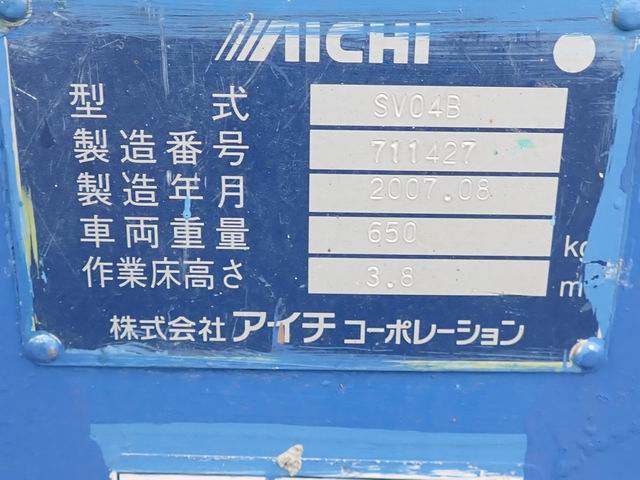 AICHI
型式 SV04B
製造番号 711427
製造年月 2007.08
車両重量 650 kg
作業床高さ 3.8 m
株式会社アイチコーポレーション